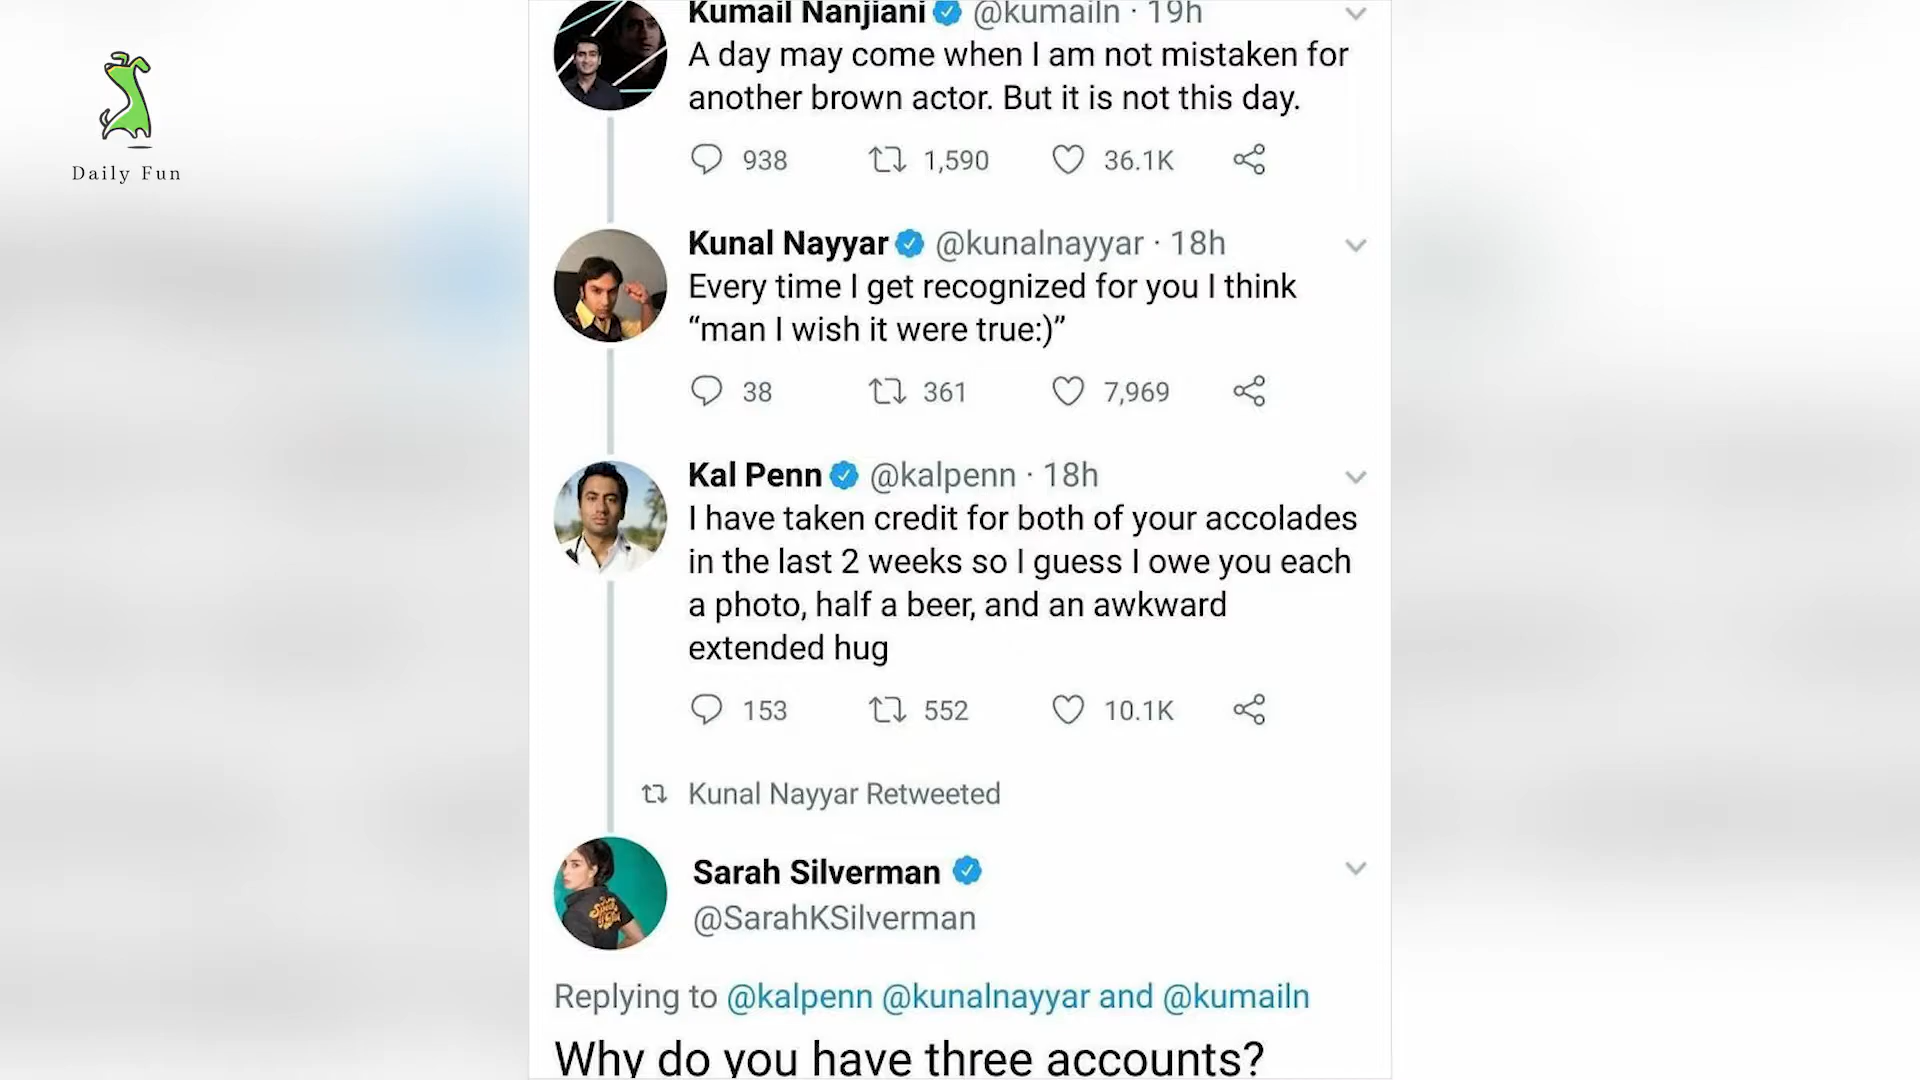 Daily Fun
Kumail Nanjiani @kumailn · 19h
A day may come when I am not mistaken for
another brown actor. But it is not this day.
938 1,590 36.1K
Kunal Nayyar @kunalnayyar · 18h
Every time I get recognized for you I think
“man I wish it were true:)”
38 361 7,969
Kal Penn @kalpenn · 18h
I have taken credit for both of your accolades
in the last 2 weeks so I guess I owe you each
a photo, half a beer, and an awkward
extended hug
153 552 10.1K
Kunal Nayyar Retweeted
Sarah Silverman
@SarahKSilverman
Replying to @kalpenn @kunalnayyar and @kumailn
Why do you have three accounts?